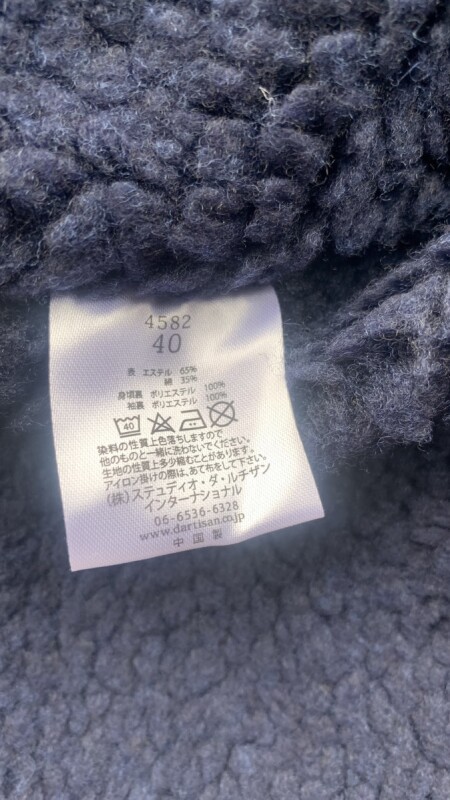 4582
40
表 エステル 65%
綿 35%
身頃裏 ポリエステル 100%
袖裏 ポリエステル 100%
40
染料の性質上色落ちしますので
他のものと一緒に洗わないでください。
生地の性質上多少縮むことがあります。
アイロン掛けの際は、あて布をして下さい。
(株)ステュディオ・ダ・ルチザン
インターナショナル
06-6536-6328
www.dartisan.co.jp